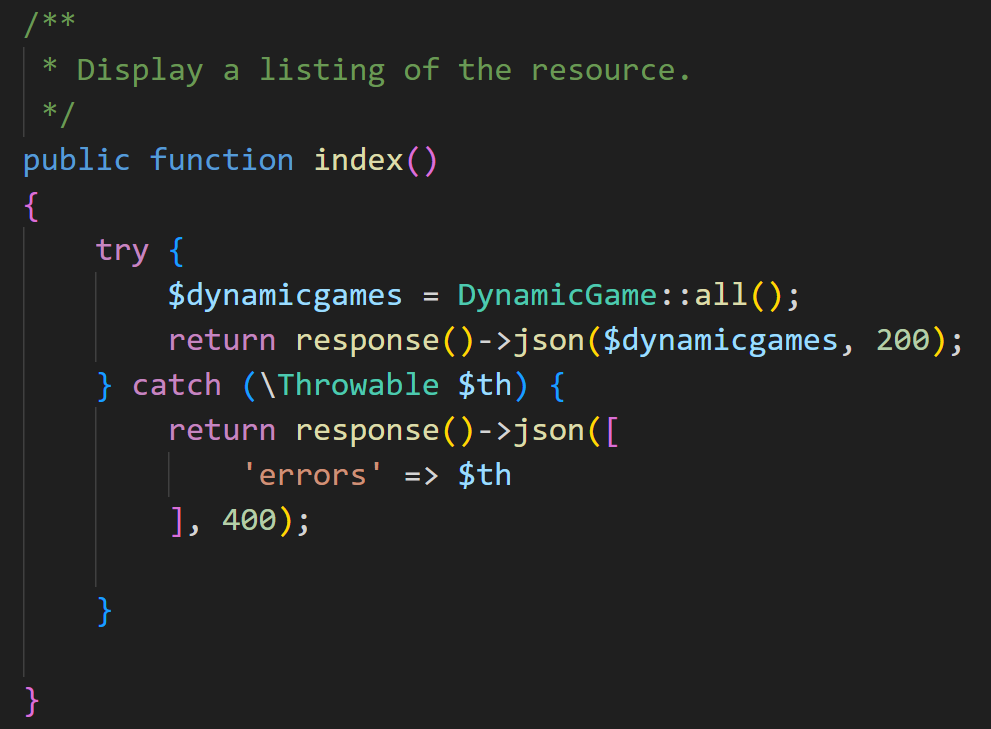 /**
 * Display a listing of the resource.
 */
public function index()
{
    try {
        $dynamicgames = DynamicGame::all();
        return response()->json($dynamicgames, 200);
    } catch (\Throwable $th) {
        return response()->json([
            'errors' => $th
        ], 400);
    }
}